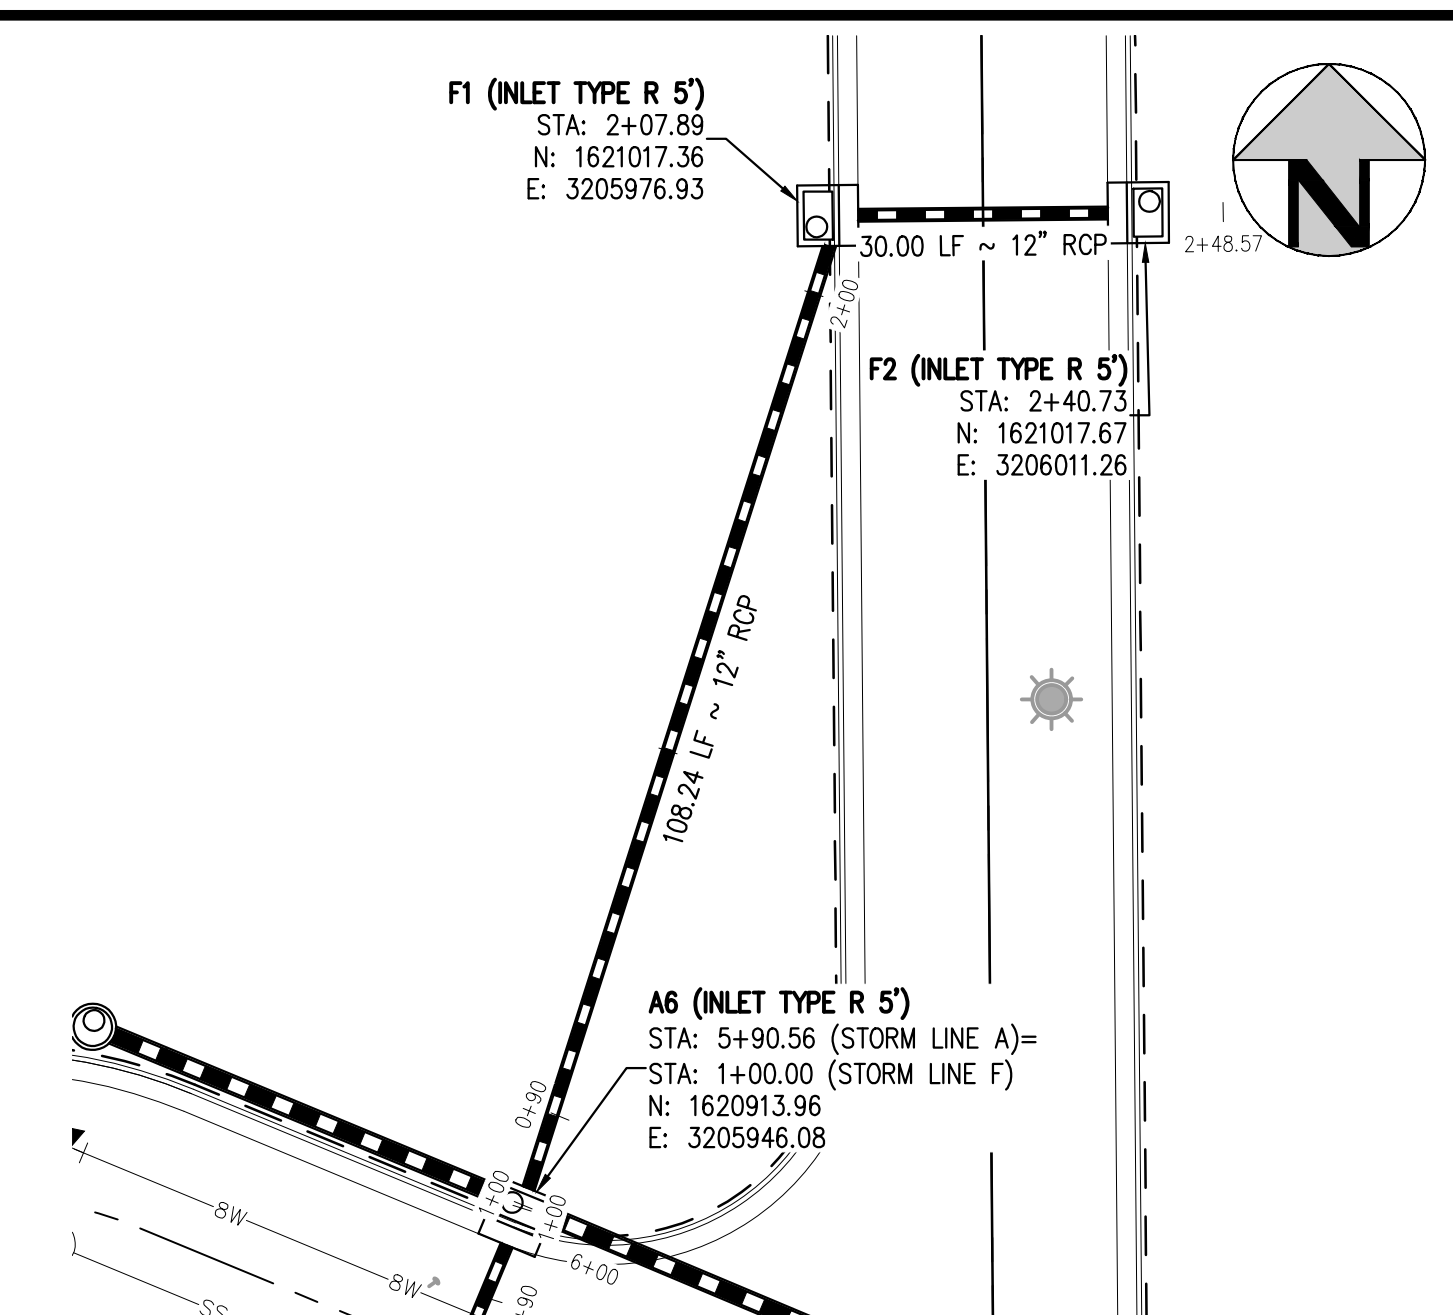 F1 (INLET TYPE R 5')
STA: 2+07.89
N: 1621017.36
E: 3205976.93
N
2+48.57
30.00 LF ~ 12" RCP
2+00
F2 (INLET TYPE R 5')
STA: 2+40.73
N: 1621017.67
E: 3206011.26
108.24 LF ~ 12" RCP
A6 (INLET TYPE R 5')
STA: 5+90.56 (STORM LINE A)=
STA: 1+00.00 (STORM LINE F)
N: 1620913.96
E: 3205946.08
0+90
1+00
1+00
8W
6+00
8W
SS